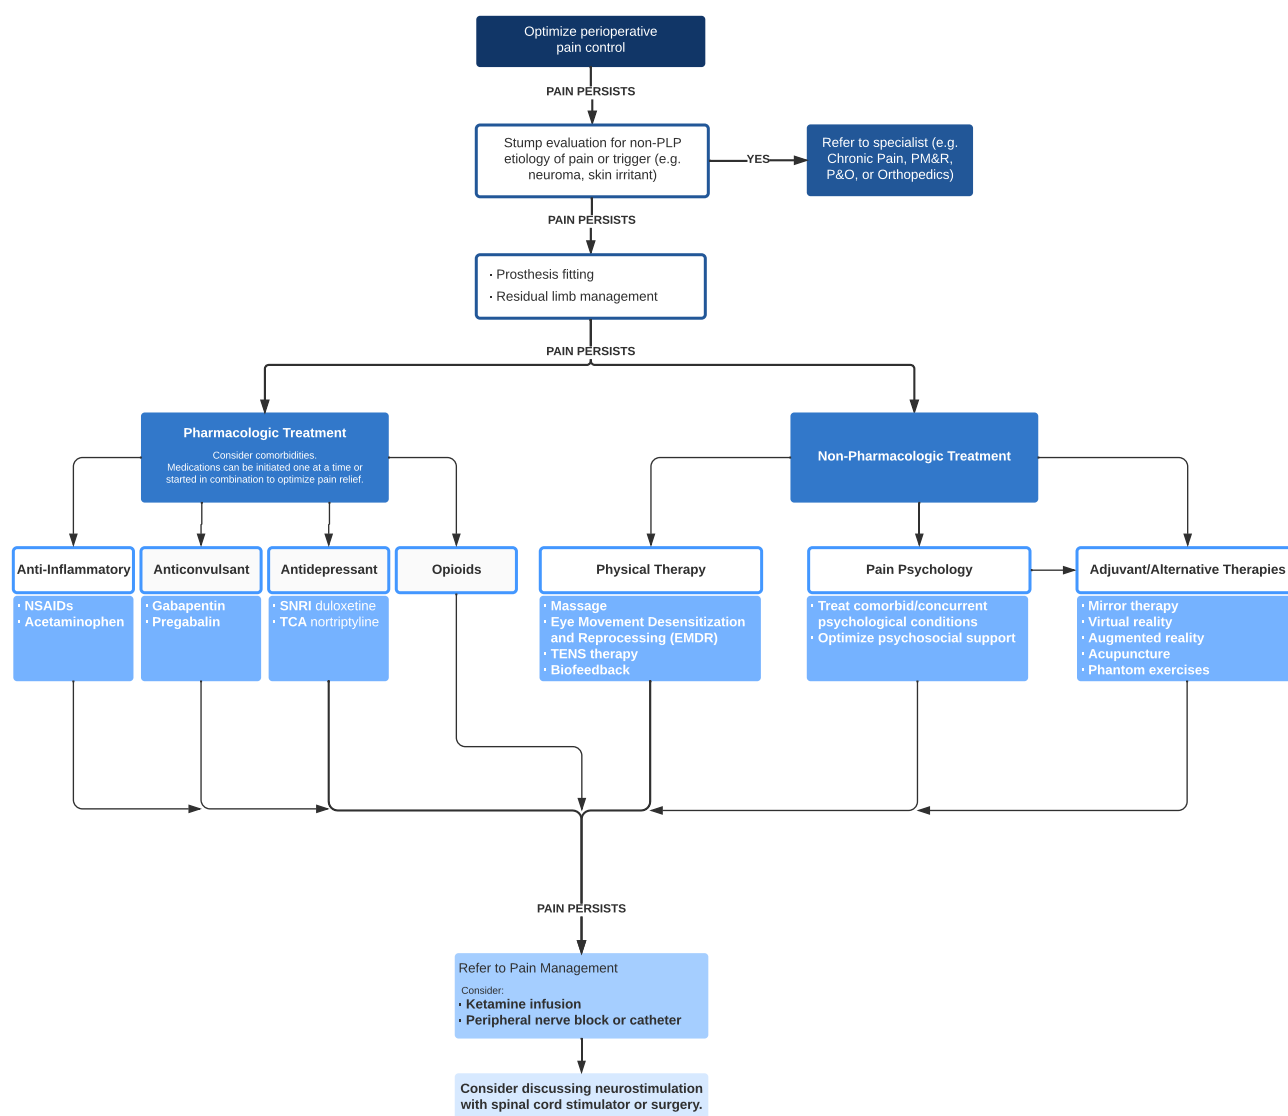 Optimize perioperative
pain control
PAIN PERSISTS
Stump evaluation for non-PLP
etiology of pain or trigger (e.g.
neuroma, skin irritant)
YES
Refer to specialist (e.g.
Chronic Pain, PM&R,
P&O, or Orthopedics)
PAIN PERSISTS
· Prosthesis fitting
· Residual limb management
PAIN PERSISTS
Pharmacologic Treatment
Consider comorbidities.
Medications can be initiated one at a time or
started in combination to optimize pain relief.
Non-Pharmacologic Treatment
Anti-Inflammatory
· NSAIDs
· Acetaminophen
Anticonvulsant
· Gabapentin
· Pregabalin
Antidepressant
· SNRI duloxetine
· TCA nortriptyline
Opioids
Physical Therapy
· Massage
· Eye Movement Desensitization
and Reprocessing (EMDR)
· TENS therapy
· Biofeedback
Pain Psychology
· Treat comorbid/concurrent
psychological conditions
· Optimize psychosocial support
Adjuvant/Alternative Therapies
· Mirror therapy
· Virtual reality
· Augmented reality
· Acupuncture
· Phantom exercises
PAIN PERSISTS
Refer to Pain Management
Consider:
· Ketamine infusion
· Peripheral nerve block or catheter
Consider discussing neurostimulation
with spinal cord stimulator or surgery.